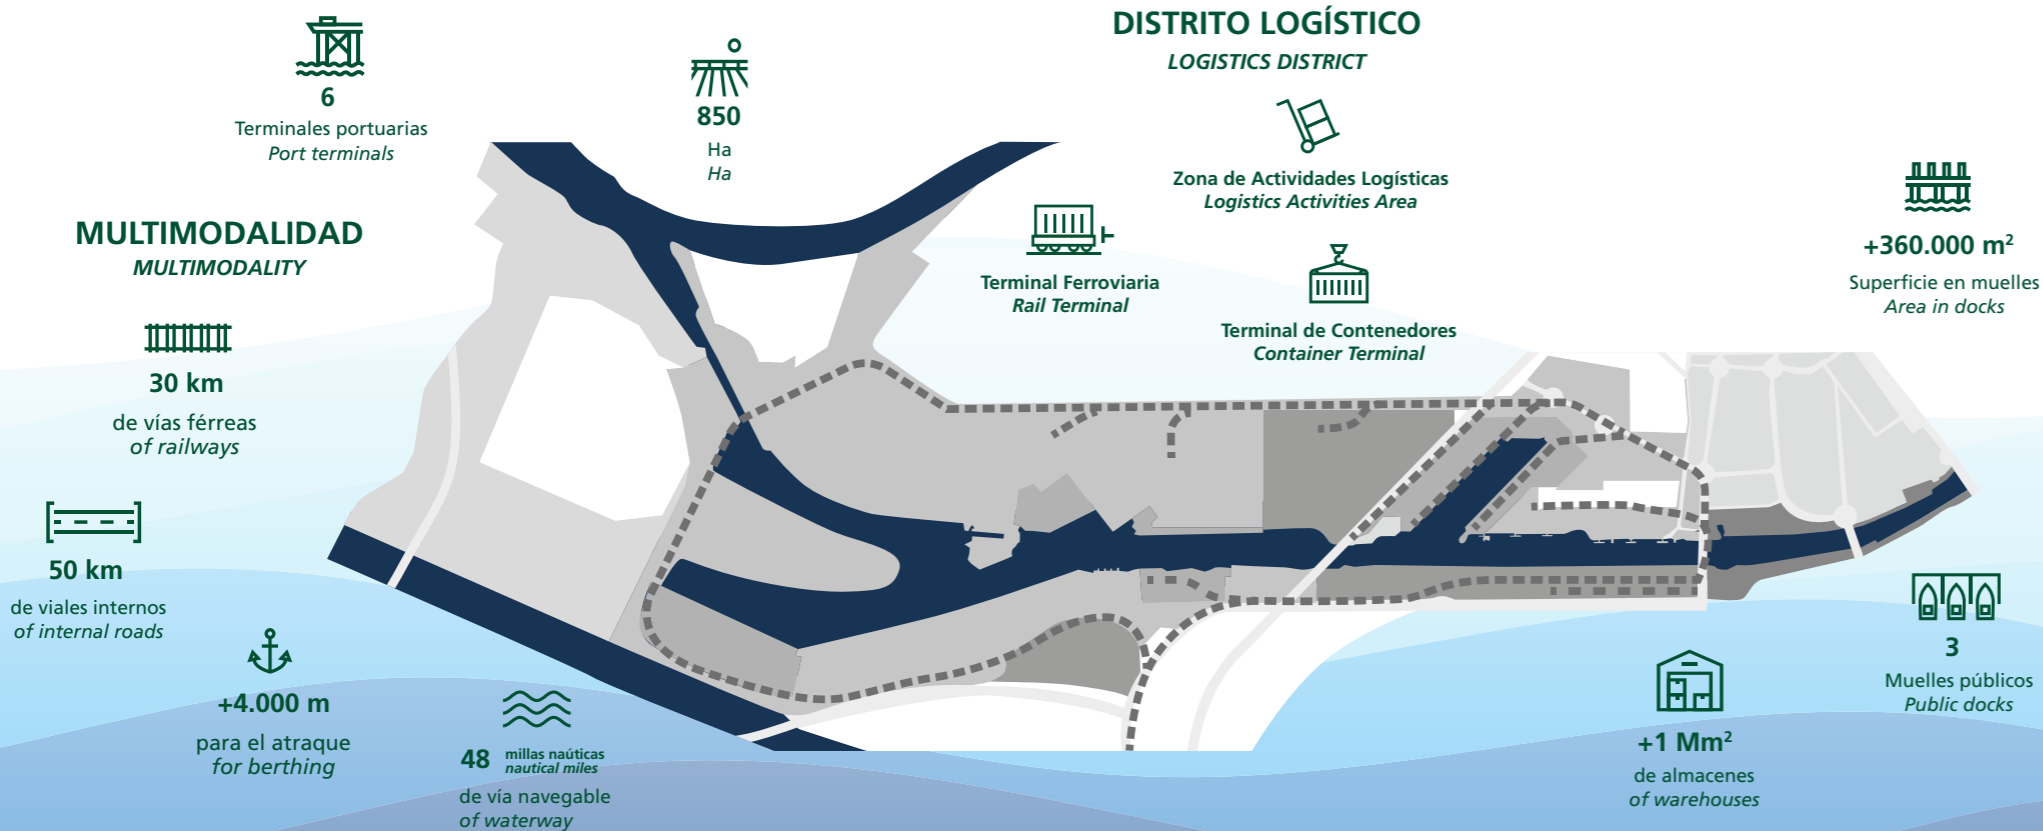 6
Terminales portuarias
Port terminals
850
Ha
Ha
DISTRITO LOGÍSTICO
LOGISTICS DISTRICT
Zona de Actividades Logísticas
Logistics Activities Area
Terminal Ferroviaria
Rail Terminal
Terminal de Contenedores
Container Terminal
+360.000 m²
Superficie en muelles
Area in docks
MULTIMODALIDAD
MULTIMODALITY
30 km
de vías férreas
of railways
50 km
de viales internos
of internal roads
+4.000 m
para el atraque
for berthing
48 millas naúticas
nautical miles
de vía navegable
of waterway
+1 Mm²
de almacenes
of warehouses
3
Muelles públicos
Public docks